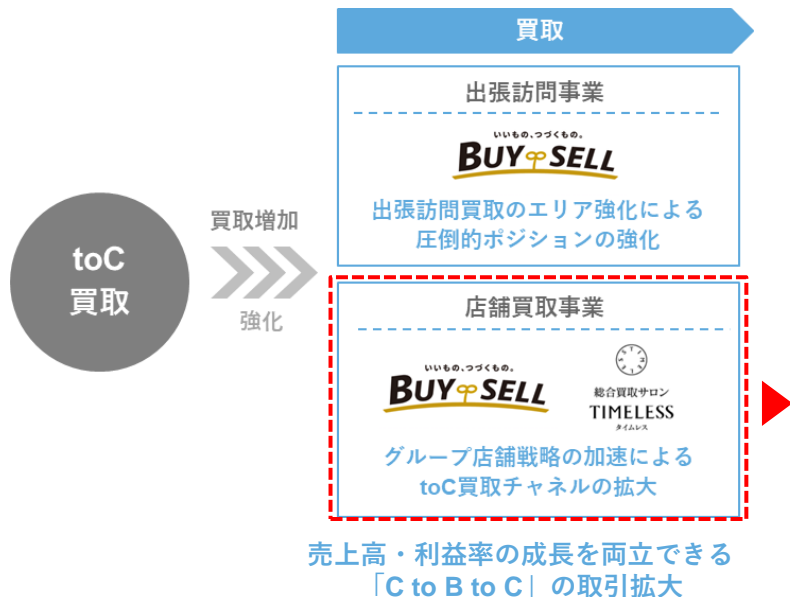 買取
出張訪問事業
いいもの、つづくもの。
BUY SELL
出張訪問買取のエリア強化による
圧倒的ポジションの強化
toC
買取
買取増加
強化
店舗買取事業
いいもの、つづくもの。
BUY SELL
TIMELESS
総合買取サロン
TIMELESS
タイムレス
グループ店舗戦略の加速による
toC買取チャネルの拡大
売上高・利益率の成長を両立できる
「C to B to C」の取引拡大